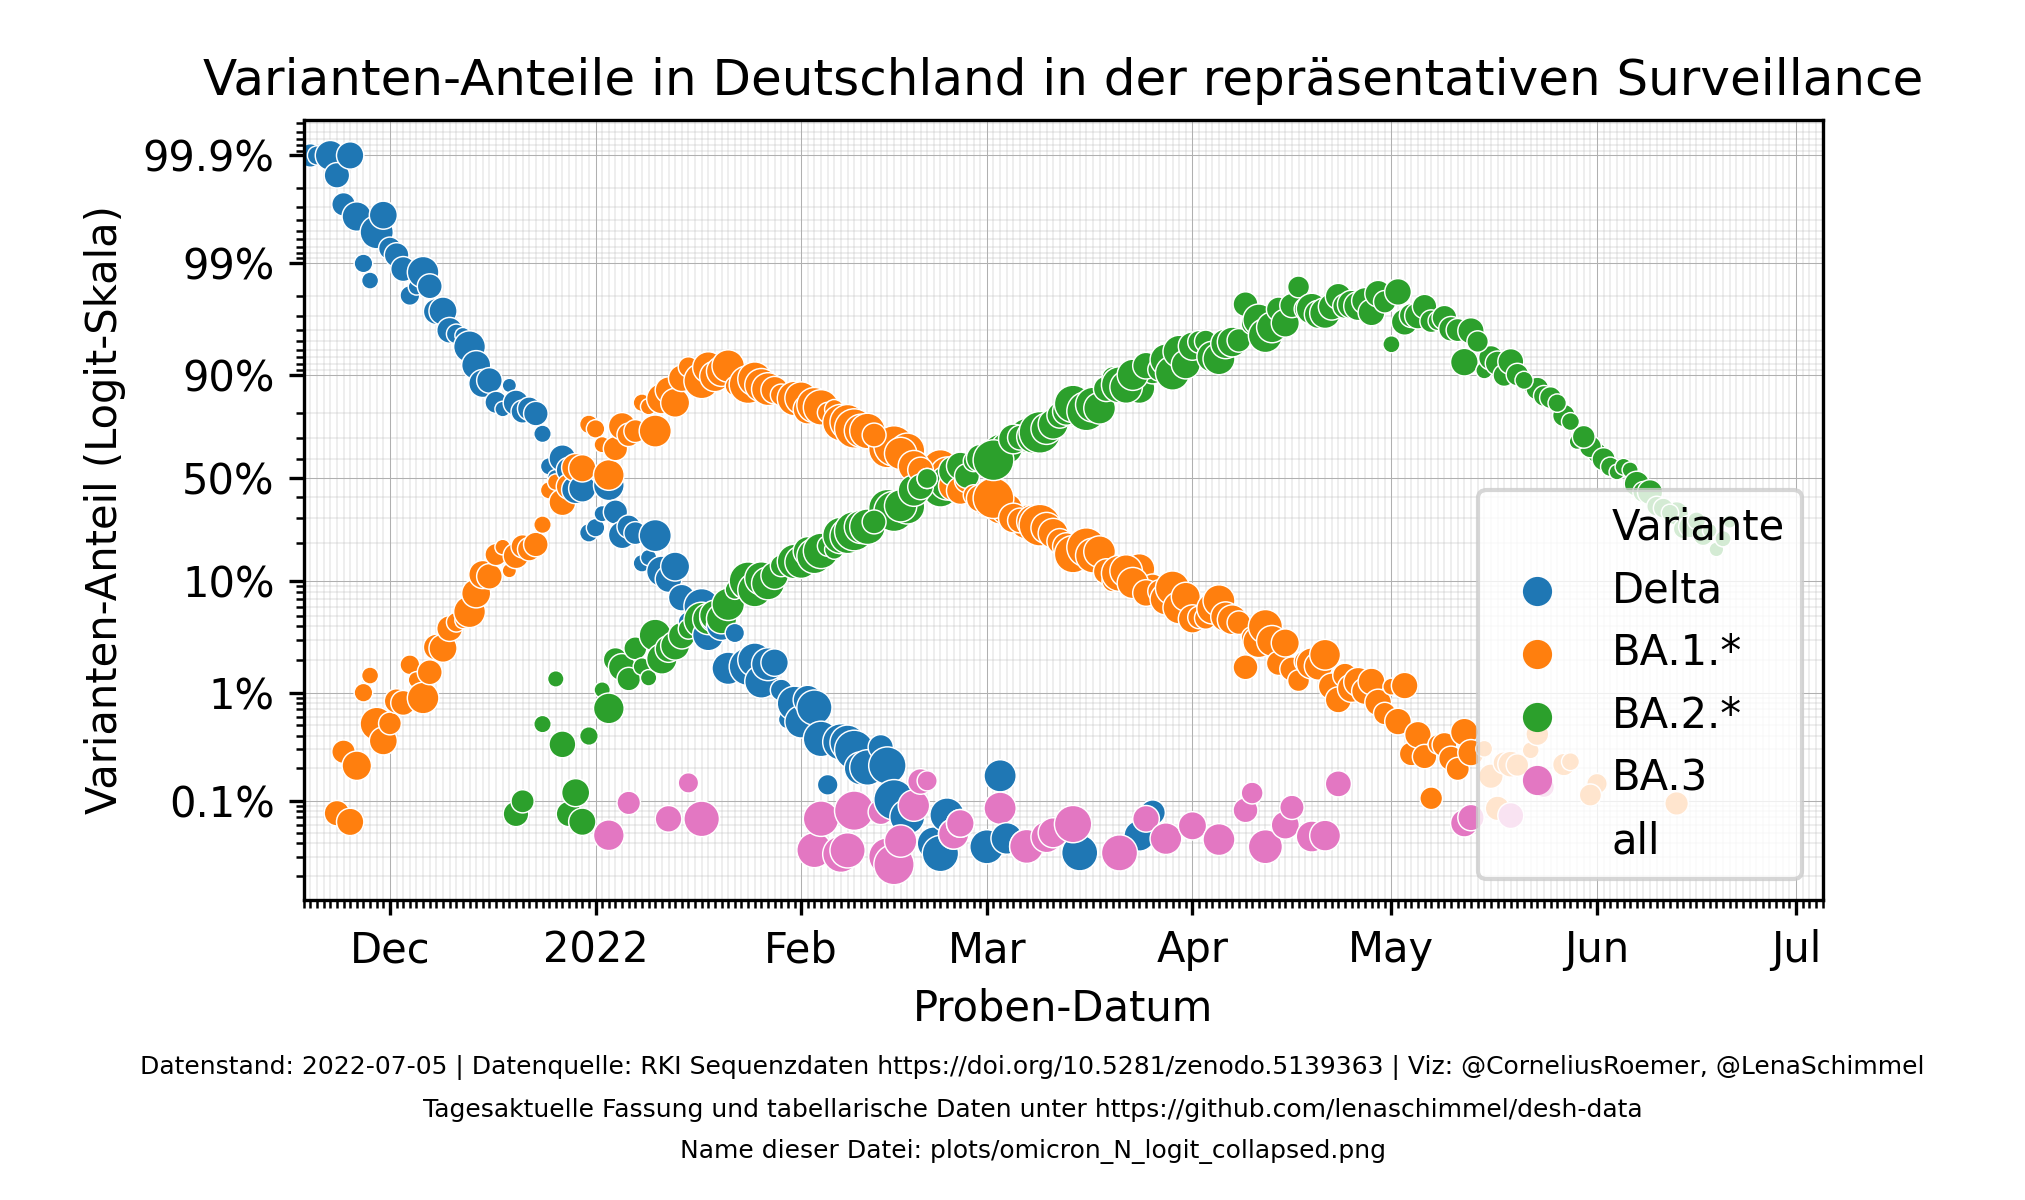 Varianten-Anteile in Deutschland in der repräsentativen Surveillance
Varianten-Anteil (Logit-Skala)
99.9%
99%
90%
50%
10%
1%
0.1%
Variante
Delta
BA.1.*
BA.2.*
BA.3
all
Dec 2022 Feb Mar Apr May Jun Jul
Proben-Datum
Datenstand: 2022-07-05 | Datenquelle: RKI Sequenzdaten https://doi.org/10.5281/zenodo.5139363 | Viz: @CorneliusRoemer, @LenaSchimmel
Tagesaktuelle Fassung und tabellarische Daten unter https://github.com/lenaschimmel/desh-data
Name dieser Datei: plots/omicron_N_logit_collapsed.png